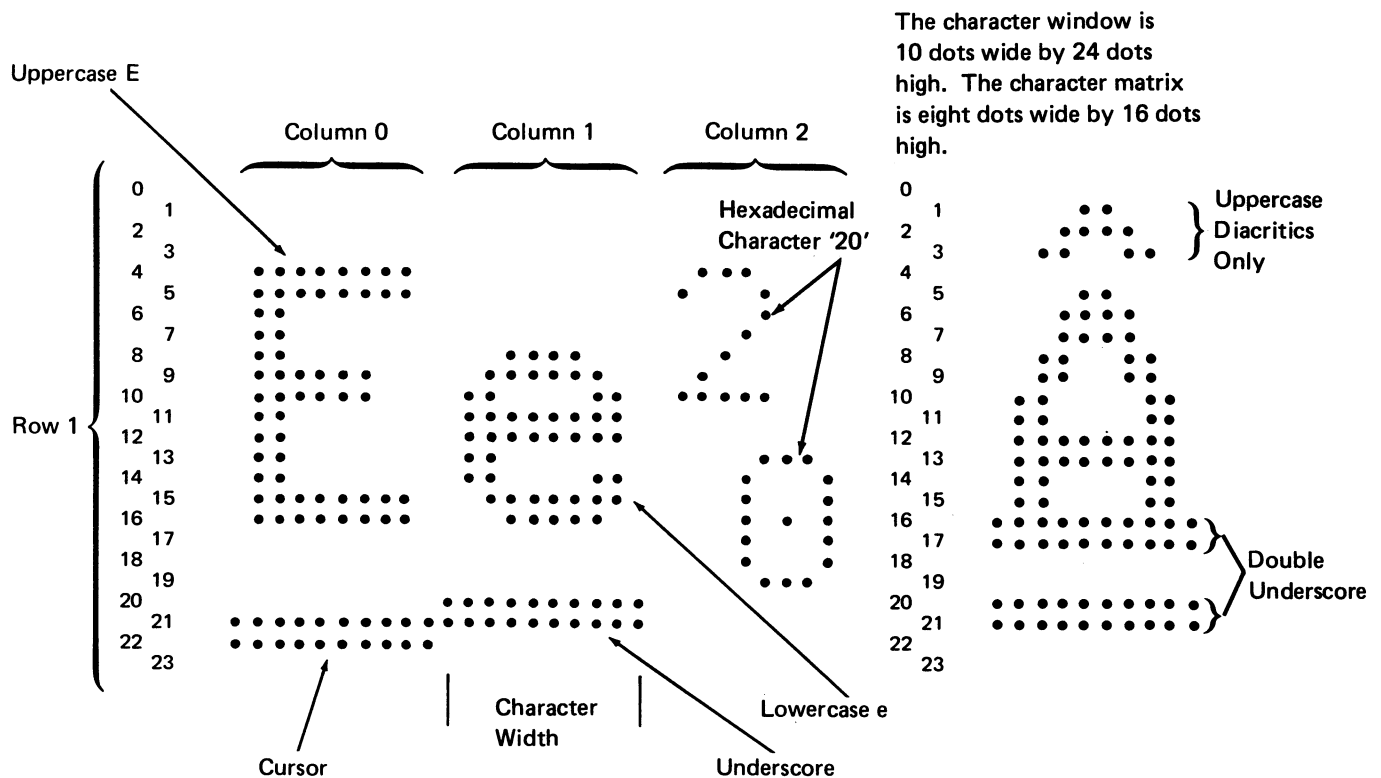 The character window is
10 dots wide by 24 dots
high. The character matrix
is eight dots wide by 16 dots
high.
Uppercase E
Column 0
Column 1
Column 2
Hexadecimal
Character '20'
Uppercase
Diacritics
Only
Row 1
0
1
2
3
4
5
6
7
8
9
10
11
12
13
14
15
16
17
18
19
20
21
22
23
0
1
2
3
4
5
6
7
8
9
10
11
12
13
14
15
16
17
18
19
20
21
22
23
Double
Underscore
Character
Width
Lowercase e
Cursor
Underscore